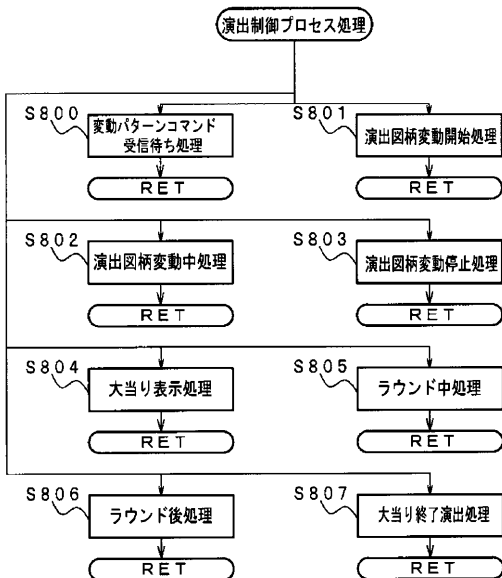 演出制御プロセス処理
S800
変動パターンコマンド
受信待ち処理
RET
S801
演出図柄変動開始処理
RET
S802
演出図柄変動中処理
RET
S803
演出図柄変動停止処理
RET
S804
大当り表示処理
RET
S805
ラウンド中処理
RET
S806
ラウンド後処理
RET
S807
大当り終了演出処理
RET